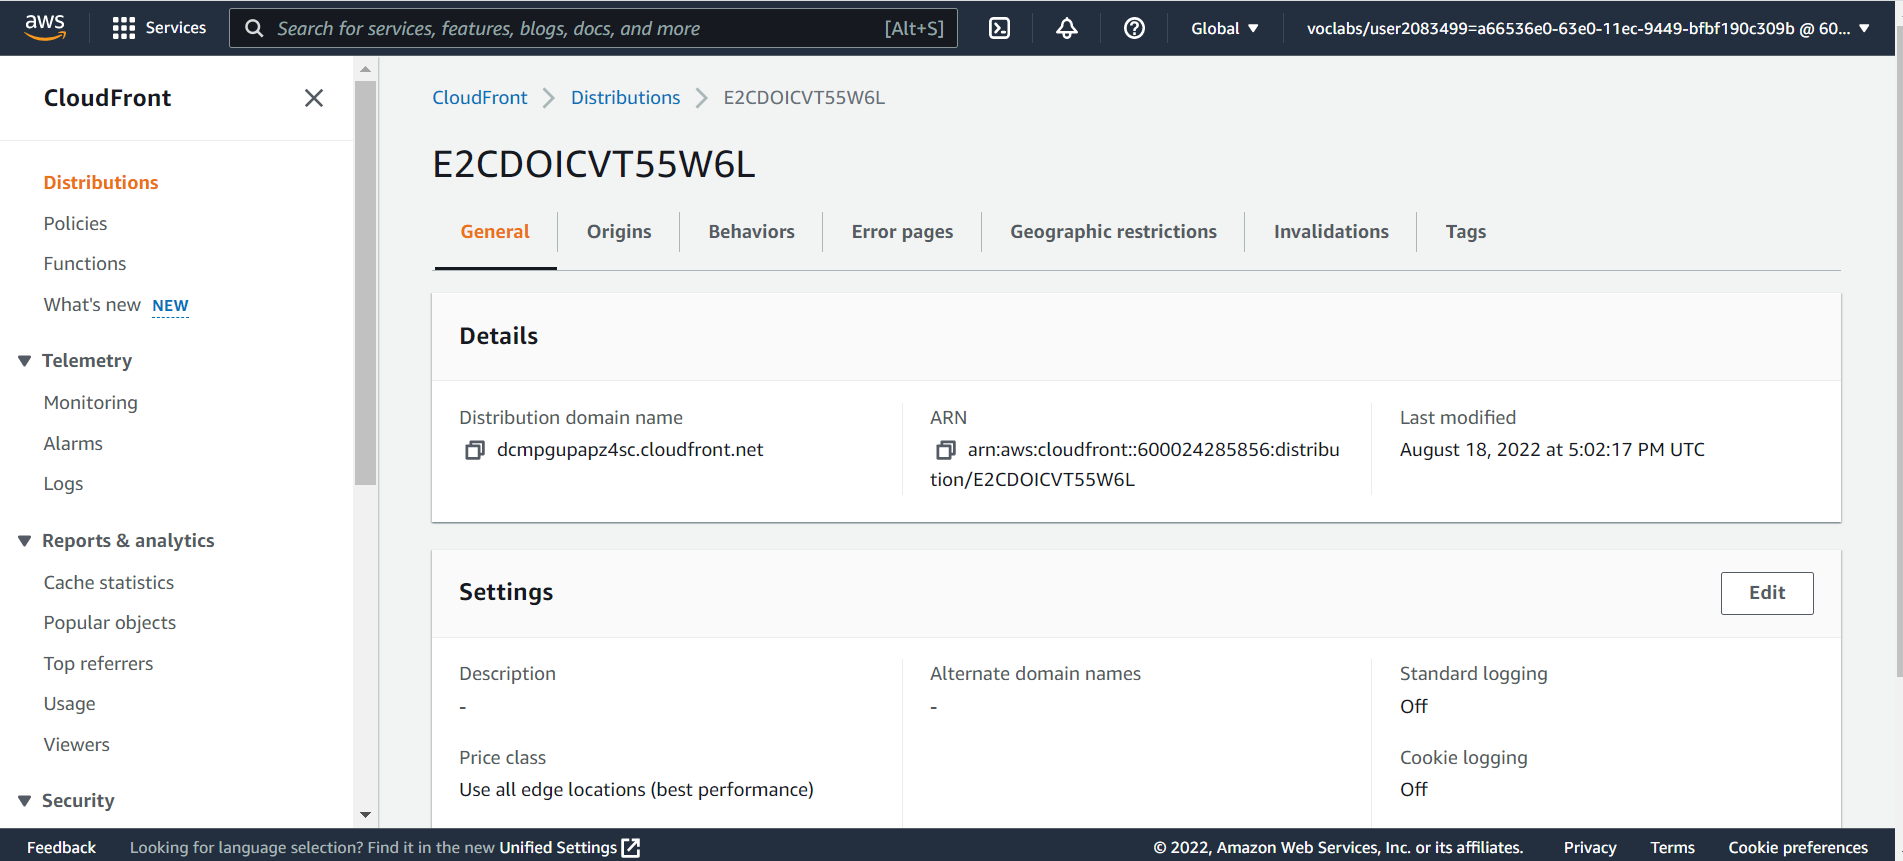 aws
Services
Search for services, features, blogs, docs, and more
[Alt+S]
Global
voclabs/user2083499=a66536e0-63e0-11ec-9449-bfbf190c309b @ 60...
CloudFront
Distributions
Policies
Functions
What's new NEW
Telemetry
Monitoring
Alarms
Logs
Reports & analytics
Cache statistics
Popular objects
Top referrers
Usage
Viewers
Security
CloudFront
Distributions
E2CDOICVT55W6L
E2CDOICVT55W6L
General
Origins
Behaviors
Error pages
Geographic restrictions
Invalidations
Tags
Details
Distribution domain name
dcmpgupapz4sc.cloudfront.net
ARN
arn:aws:cloudfront::600024285856:distribu
tion/E2CDOICVT55W6L
Last modified
August 18, 2022 at 5:02:17 PM UTC
Settings
Edit
Description
-
Alternate domain names
-
Standard logging
Off
Price class
Use all edge locations (best performance)
Cookie logging
Off
Feedback
Looking for language selection? Find it in the new Unified Settings
© 2022, Amazon Web Services, Inc. or its affiliates.
Privacy
Terms
Cookie preferences